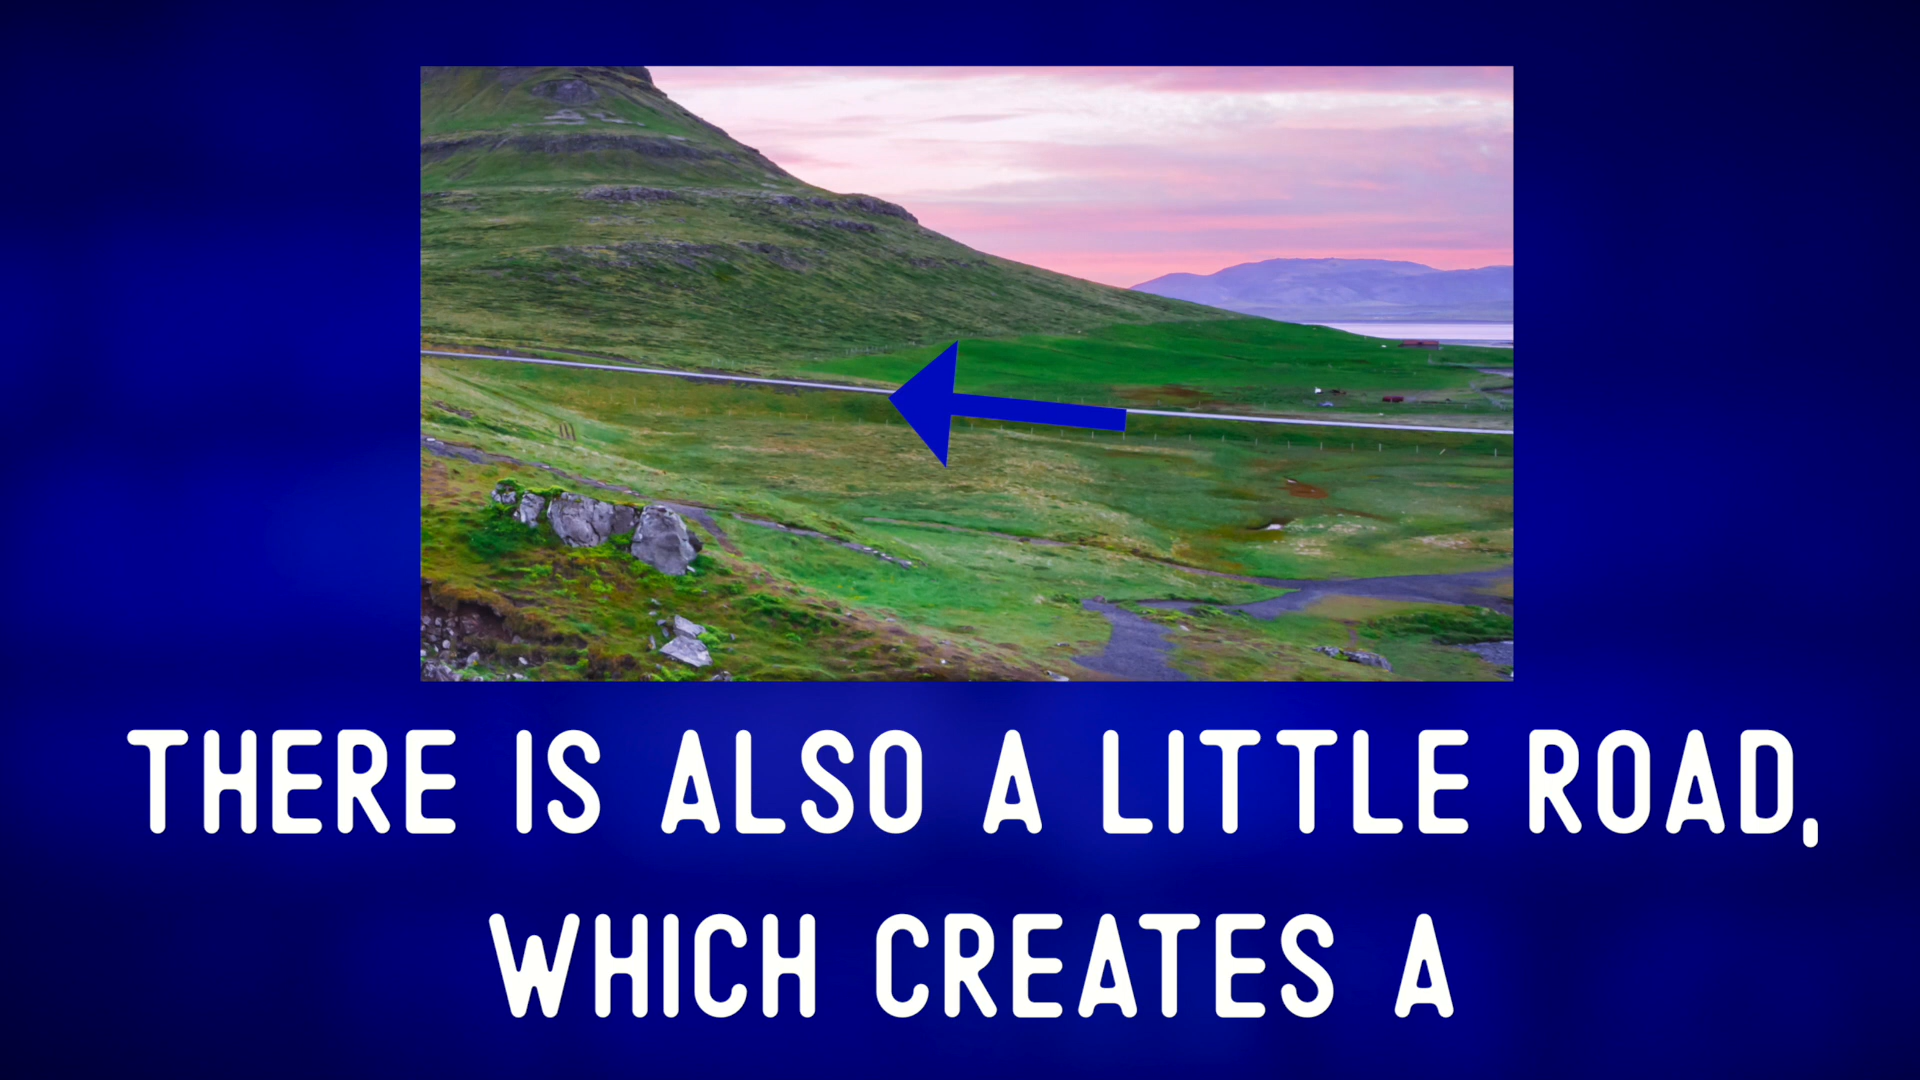 THERE IS ALSO A LITTLE ROAD,
WHICH CREATES A